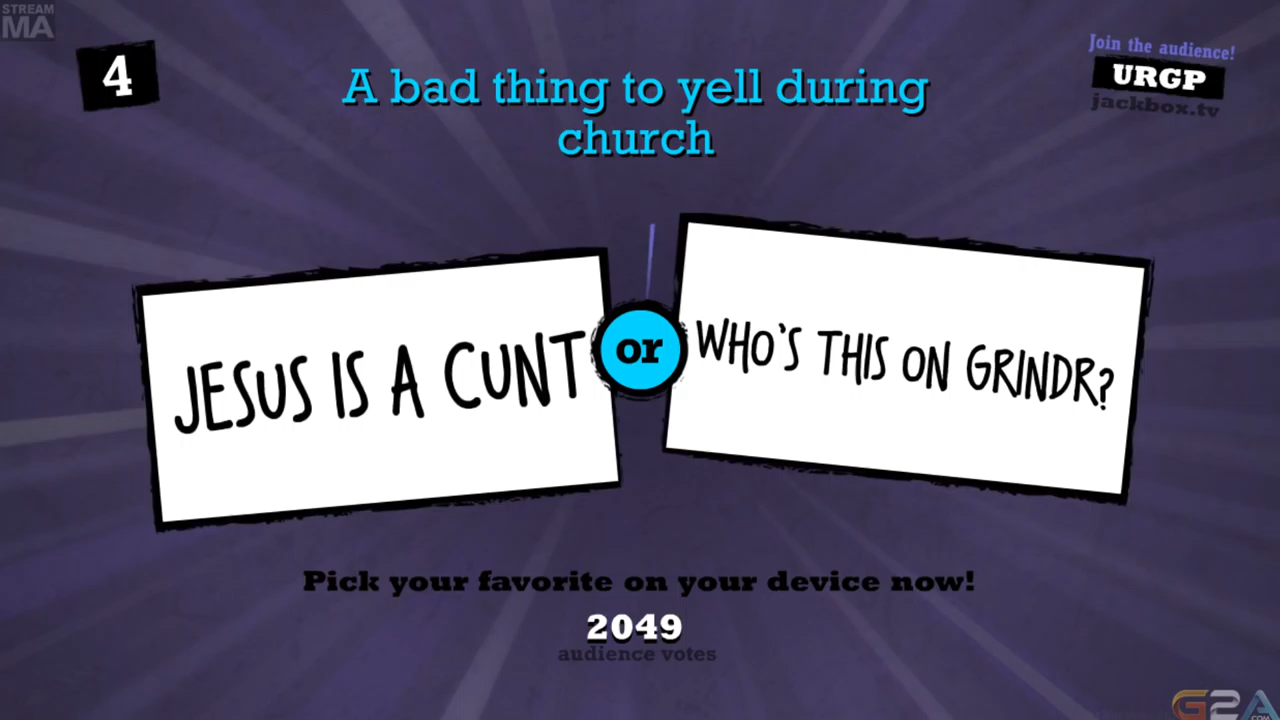 STREAM
MA
4
A bad thing to yell during
church
Join the audience!
URGP
jackbox.tv
JESUS IS A CUNT
or
WHO'S THIS ON GRINDR?
Pick your favorite on your device now!
2049
audience votes
G2A
.COM